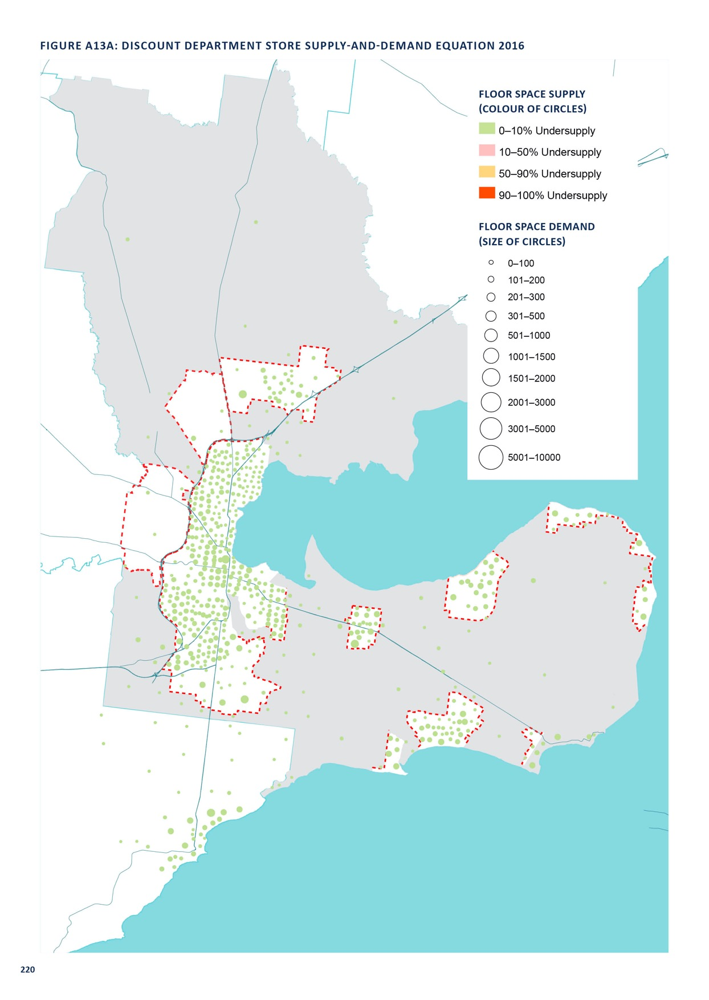 FIGURE A13A: DISCOUNT DEPARTMENT STORE SUPPLY-AND-DEMAND EQUATION 2016
FLOOR SPACE SUPPLY
(COLOUR OF CIRCLES)
0–10% Undersupply
10–50% Undersupply
50–90% Undersupply
90–100% Undersupply
FLOOR SPACE DEMAND
(SIZE OF CIRCLES)
0–100
101–200
201–300
301–500
501–1000
1001–1500
1501–2000
2001–3000
3001–5000
5001–10000
220